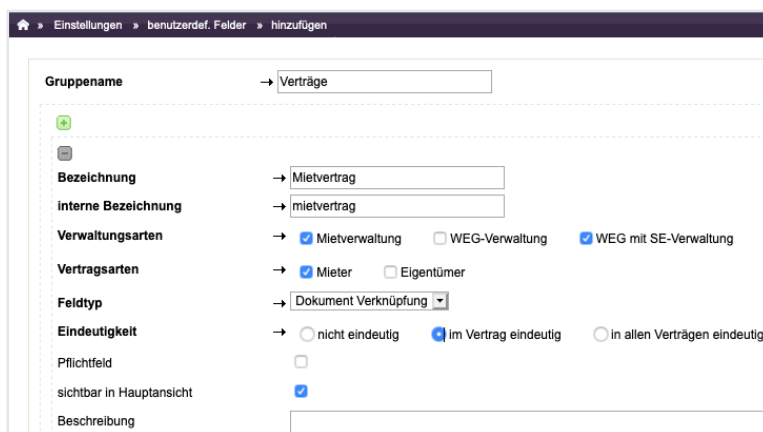 » Einstellungen » benutzerdef. Felder » hinzufügen
Gruppenname → Verträge
Bezeichnung → Mietvertrag
interne Bezeichnung → mietvertrag
Verwaltungsarten → Mietverwaltung WEG-Verwaltung WEG mit SE-Verwaltung
Vertragsarten → Mieter Eigentümer
Feldtyp → Dokument Verknüpfung
Eindeutigkeit → nicht eindeutig im Vertrag eindeutig in allen Verträgen eindeutig
Pflichtfeld
sichtbar in Hauptansicht
Beschreibung